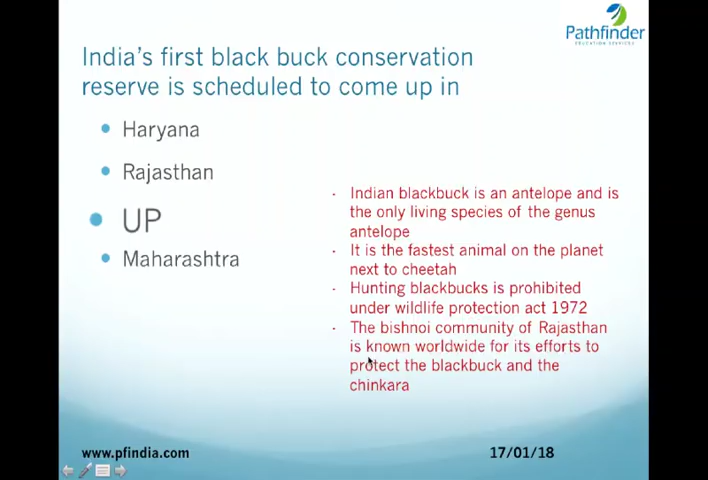 Pathfinder
EDUCATION SERVICES
India's first black buck conservation
reserve is scheduled to come up in
• Haryana
• Rajasthan
• UP
• Maharashtra
· Indian blackbuck is an antelope and is
the only living species of the genus
antelope
· It is the fastest animal on the planet
next to cheetah
· Hunting blackbucks is prohibited
under wildlife protection act 1972
· The bishnoi community of Rajasthan
is known worldwide for its efforts to
protect the blackbuck and the
chinkara
www.pfindia.com
17/01/18